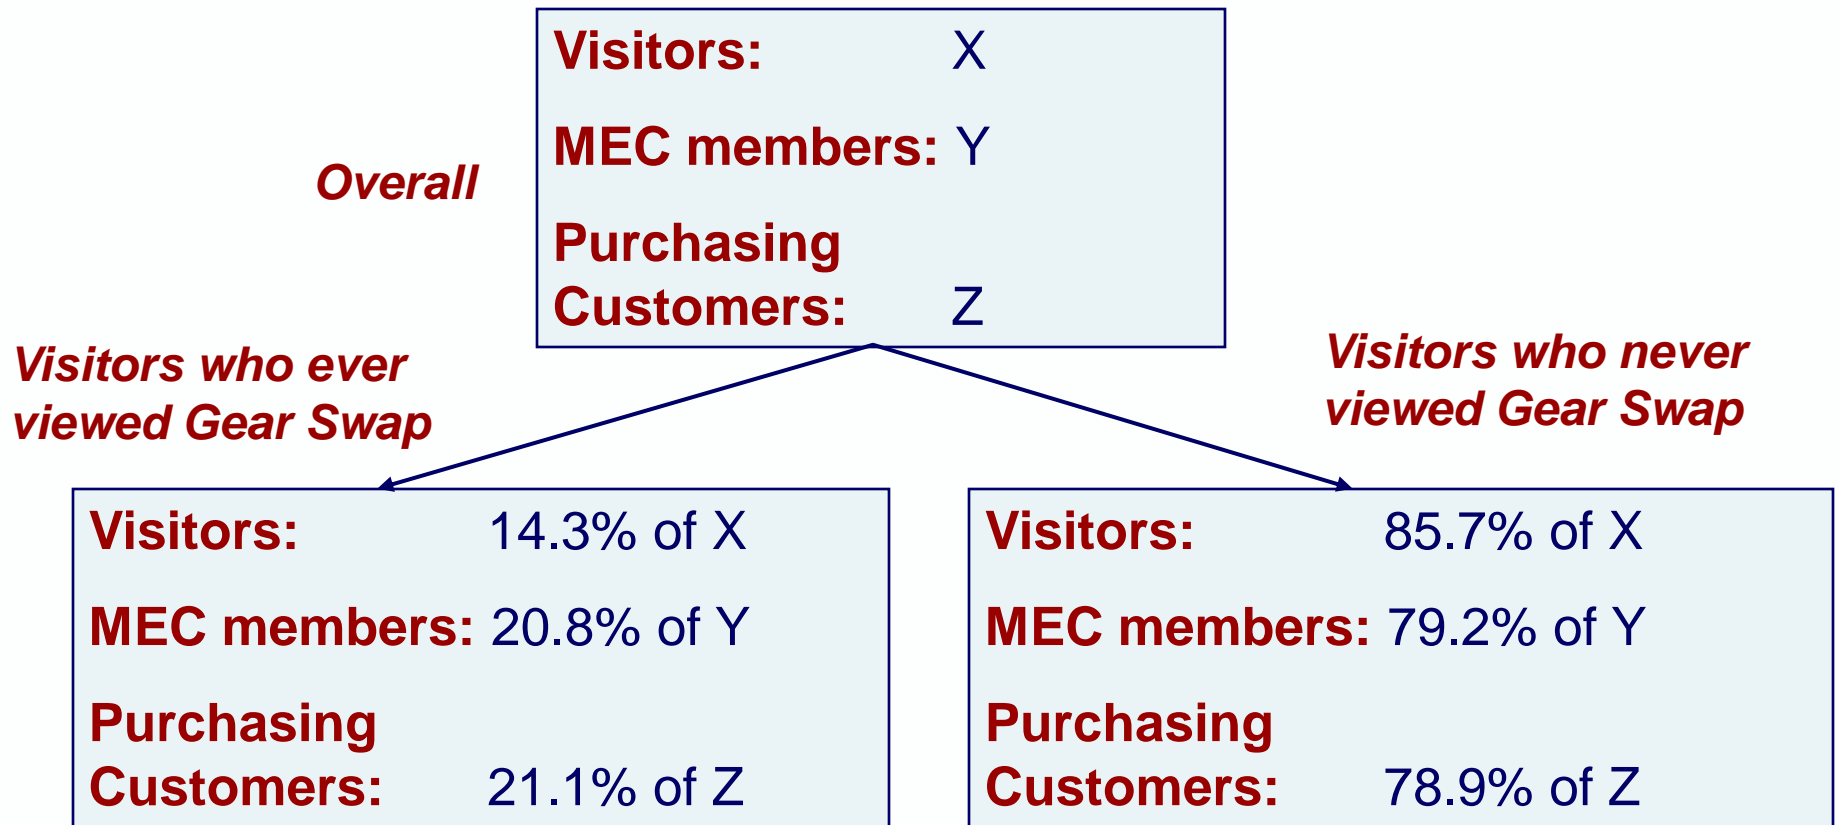 Visitors: X
MEC members: Y
Overall
Purchasing
Customers: Z
Visitors who ever
viewed Gear Swap
Visitors who never
viewed Gear Swap
Visitors: 14.3% of X
MEC members: 20.8% of Y
Purchasing
Customers: 21.1% of Z
Visitors: 85.7% of X
MEC members: 79.2% of Y
Purchasing
Customers: 78.9% of Z